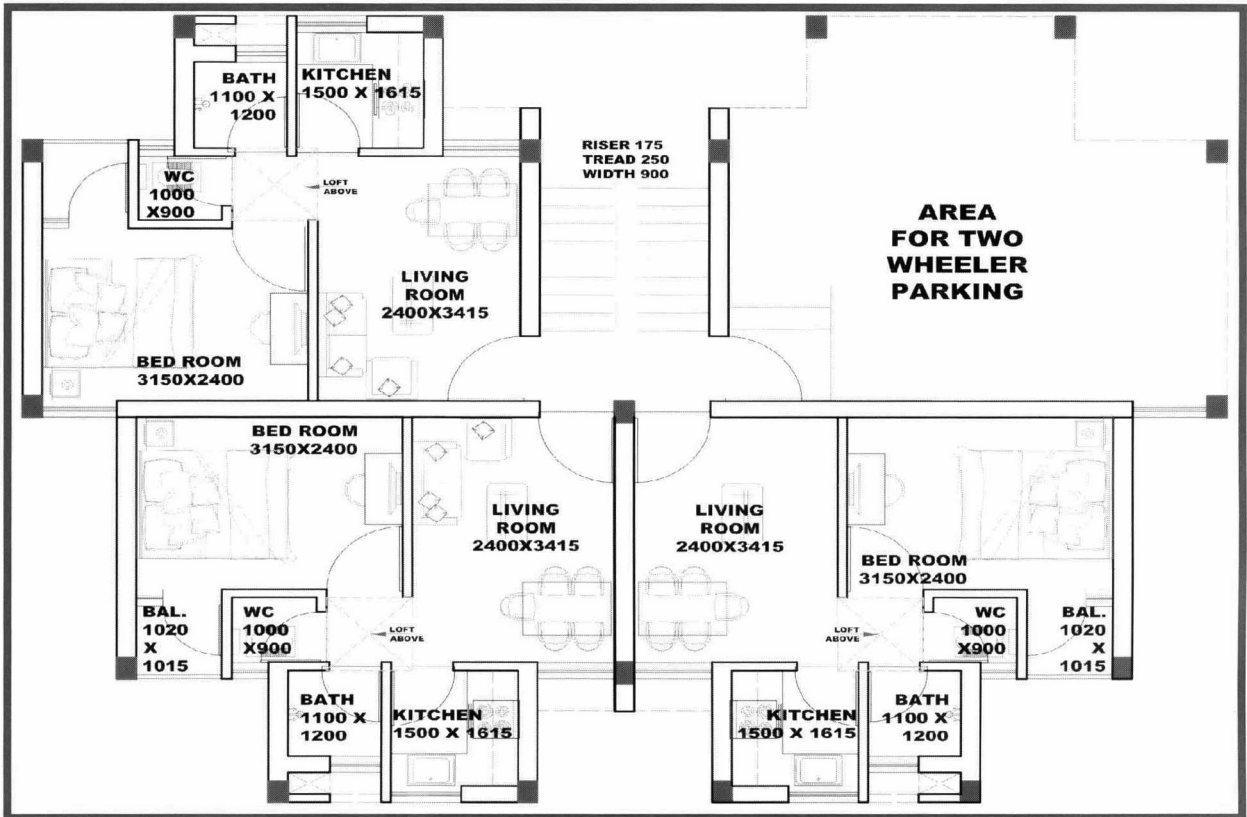 BATH
1100 X
1200
KITCHEN
1500 X 1615
WC
1000
X900
LOFT
ABOVE
RISER 175
TREAD 250
WIDTH 900
AREA
FOR TWO
WHEELER
PARKING
LIVING
ROOM
2400X3415
BED ROOM
3150X2400
BED ROOM
3150X2400
LIVING
ROOM
2400X3415
LIVING
ROOM
2400X3415
BED ROOM
3150X2400
BAL.
1020
X
1015
WC
1000
X900
LOFT
ABOVE
LOFT
ABOVE
WC
1000
X900
BAL.
1020
X
1015
BATH
1100 X
1200
KITCHEN
1500 X 1615
KITCHEN
1500 X 1615
BATH
1100 X
1200